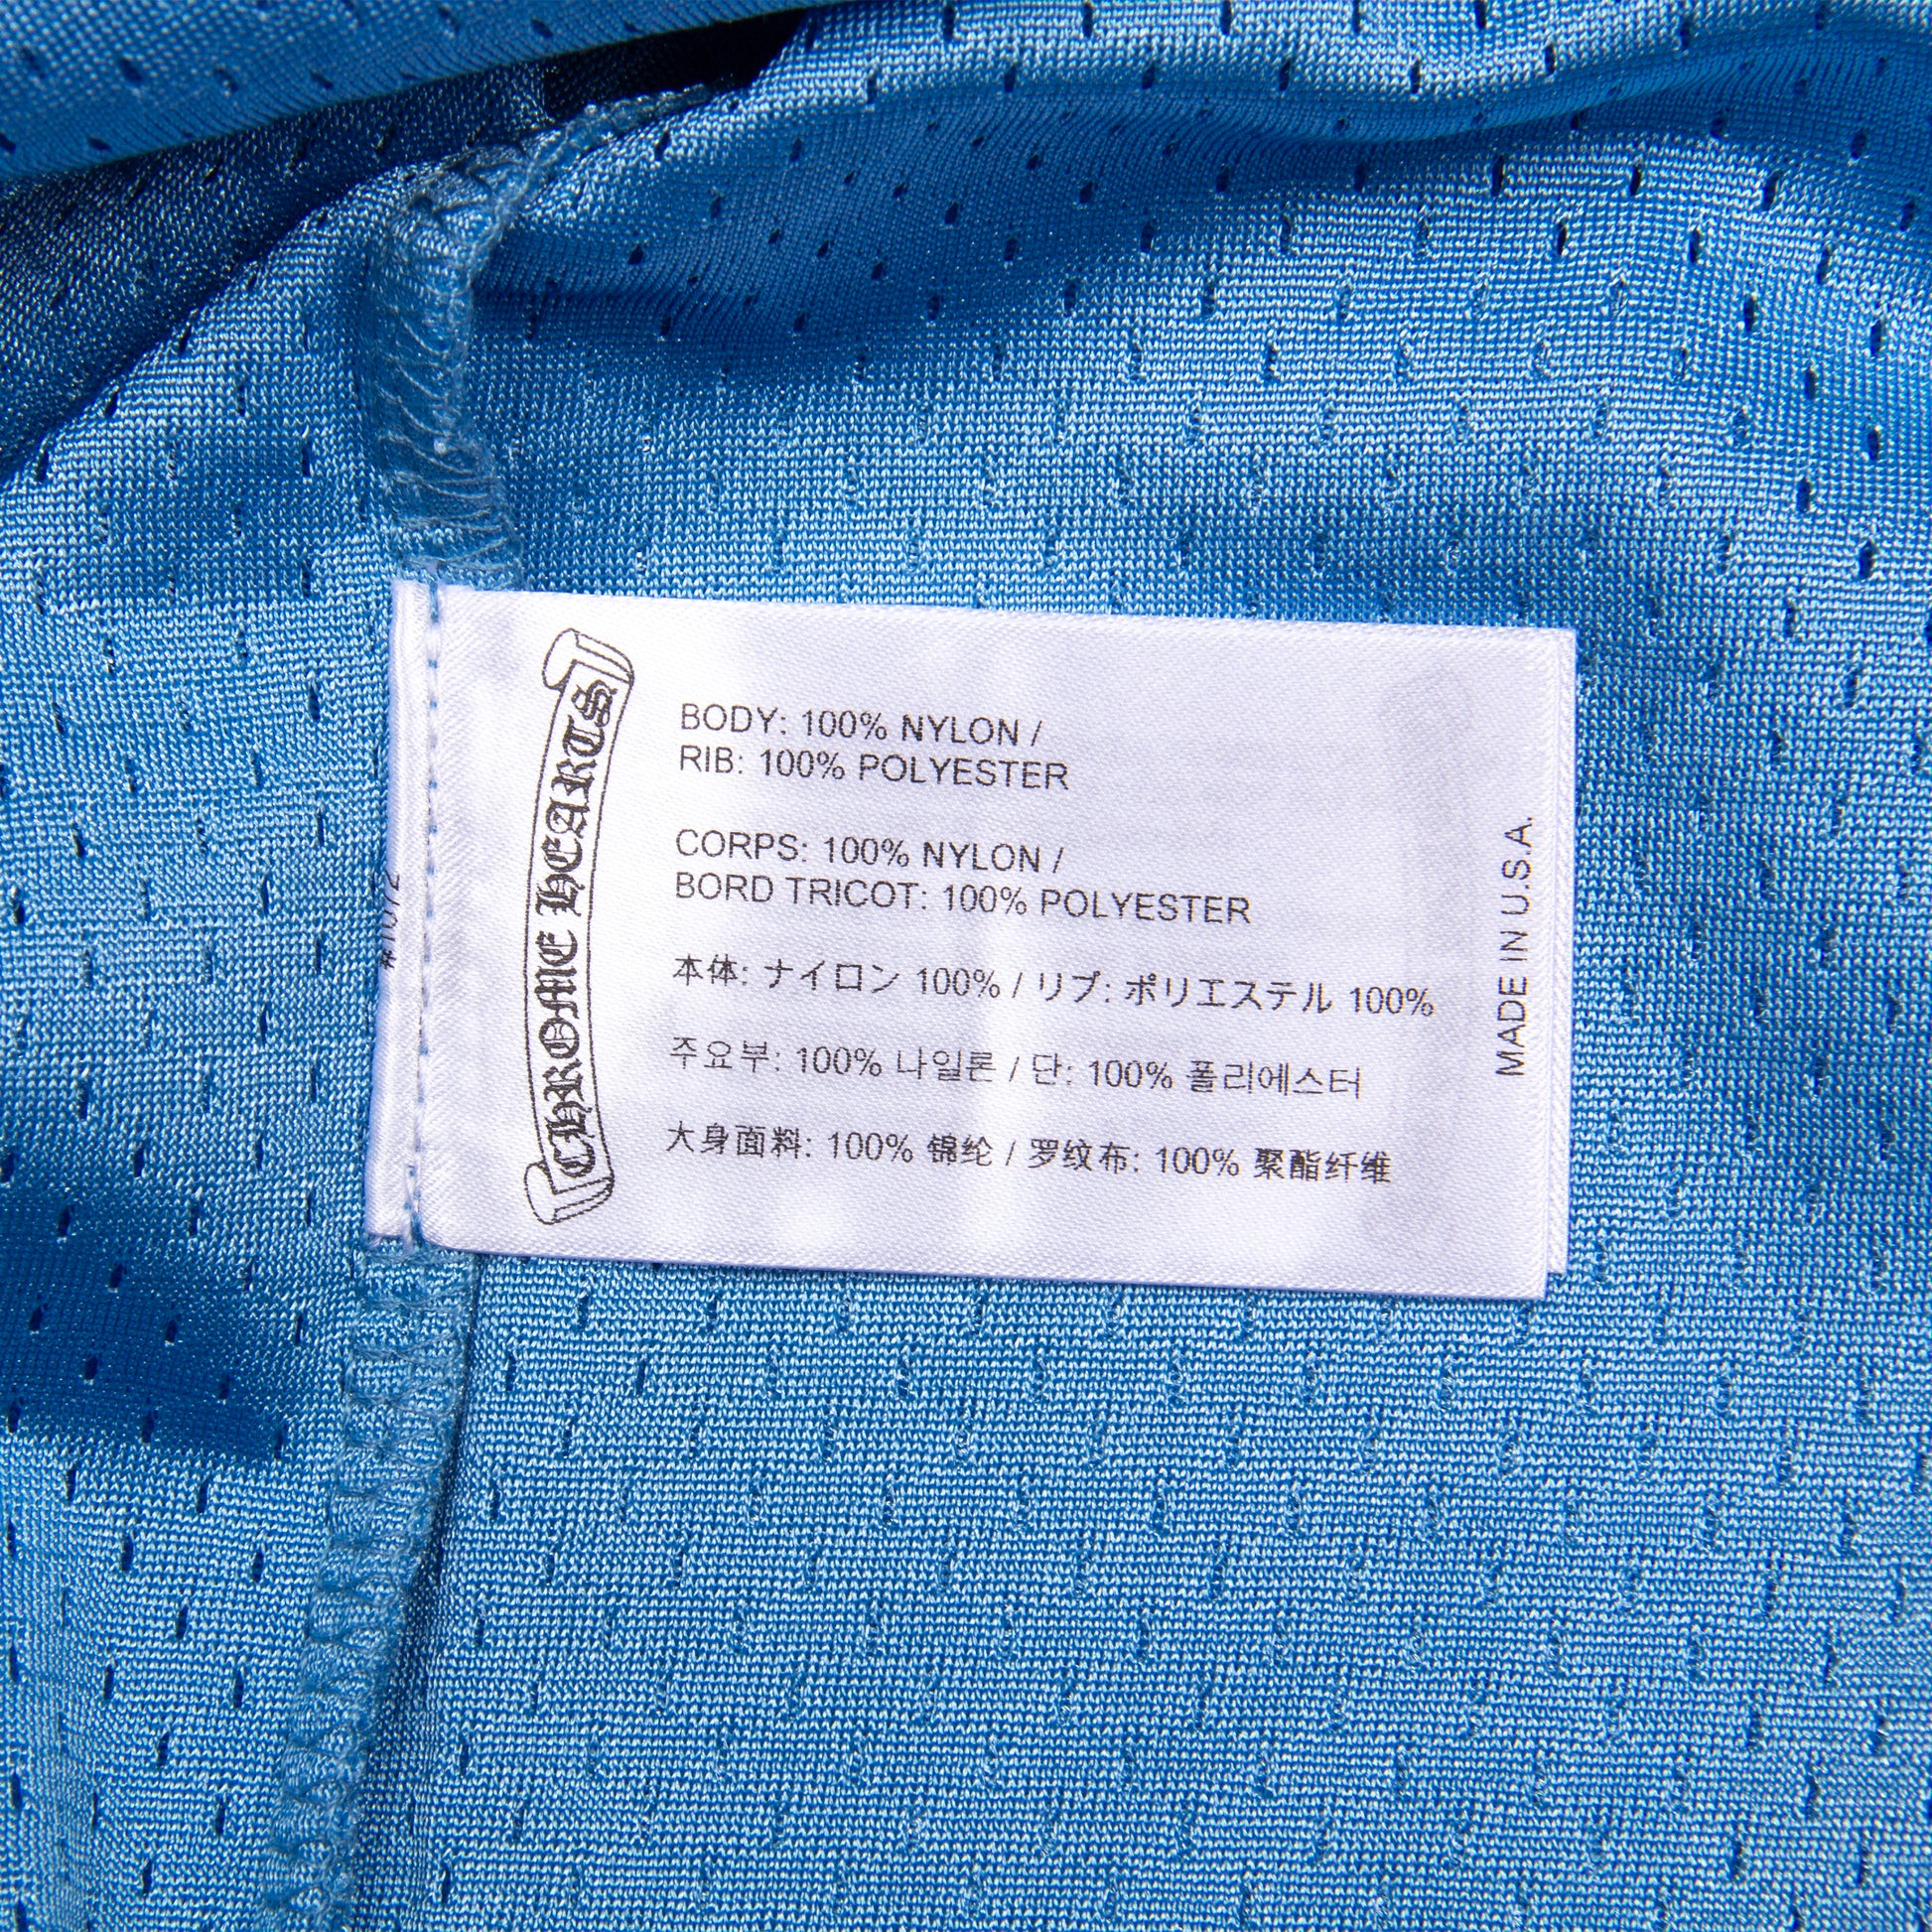 CHROME HEARTS
BODY: 100% NYLON /
RIB: 100% POLYESTER
CORPS: 100% NYLON /
BORD TRICOT: 100% POLYESTER
本体: ナイロン 100% / リブ: ポリエステル 100%
주요부: 100% 나일론 / 단: 100% 폴리에스터
大身面料: 100% 锦纶 / 罗纹布: 100% 聚酯纤维
MADE IN U.S.A.